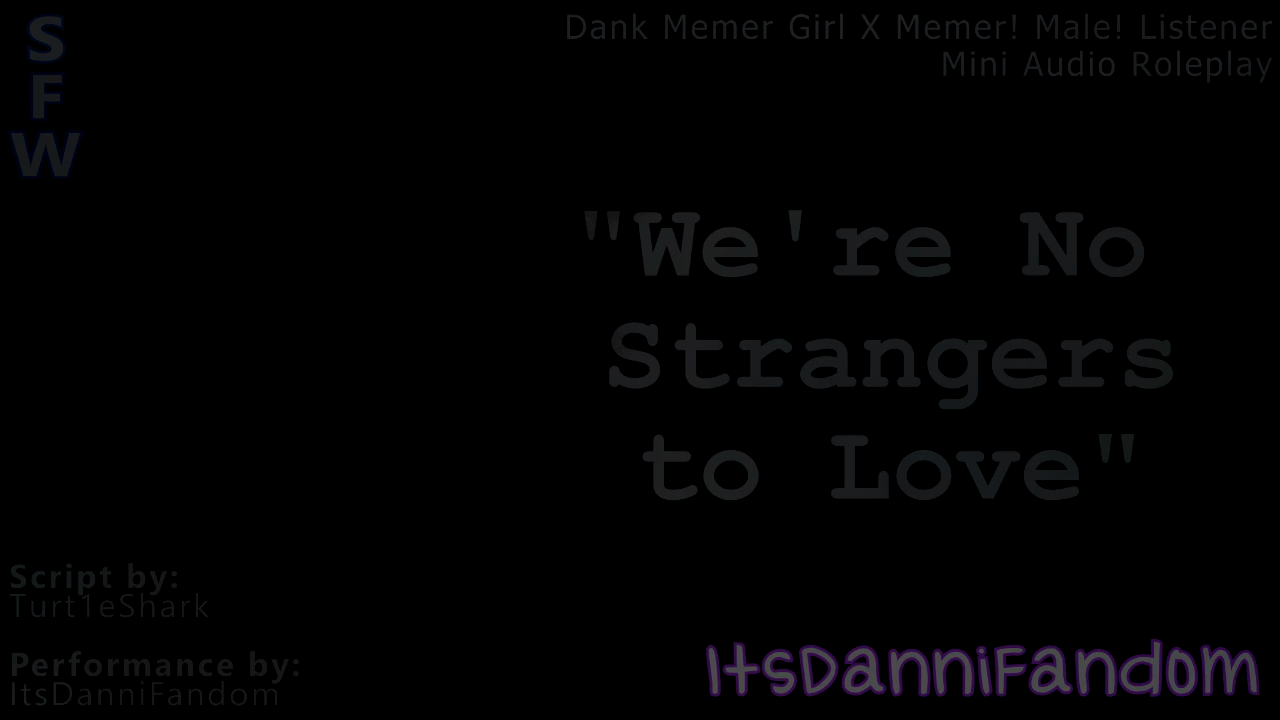 S
F
W
Dank Memer Girl X Memer! Male! Listener
Mini Audio Roleplay
"We're No
Strangers
to Love"
Script by:
Turt1eShark
Performance by:
ItsDanniFandom
ItsDanniFandom